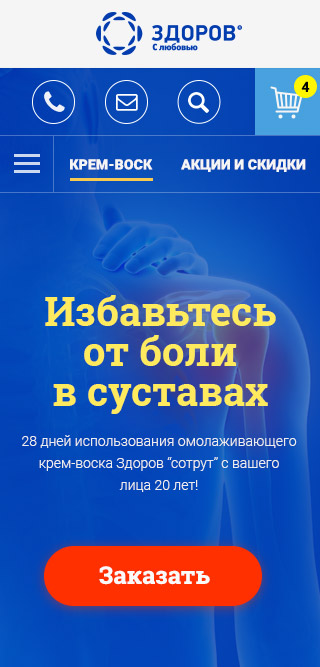 ЗДОРОВ®
С любовью
4
КРЕМ-ВОСК
АКЦИИ И СКИДКИ
Избавьтесь
от боли
в суставах
28 дней использования омолаживающего
крем-воска Здоров “сотрут” с вашего
лица 20 лет!
Заказать